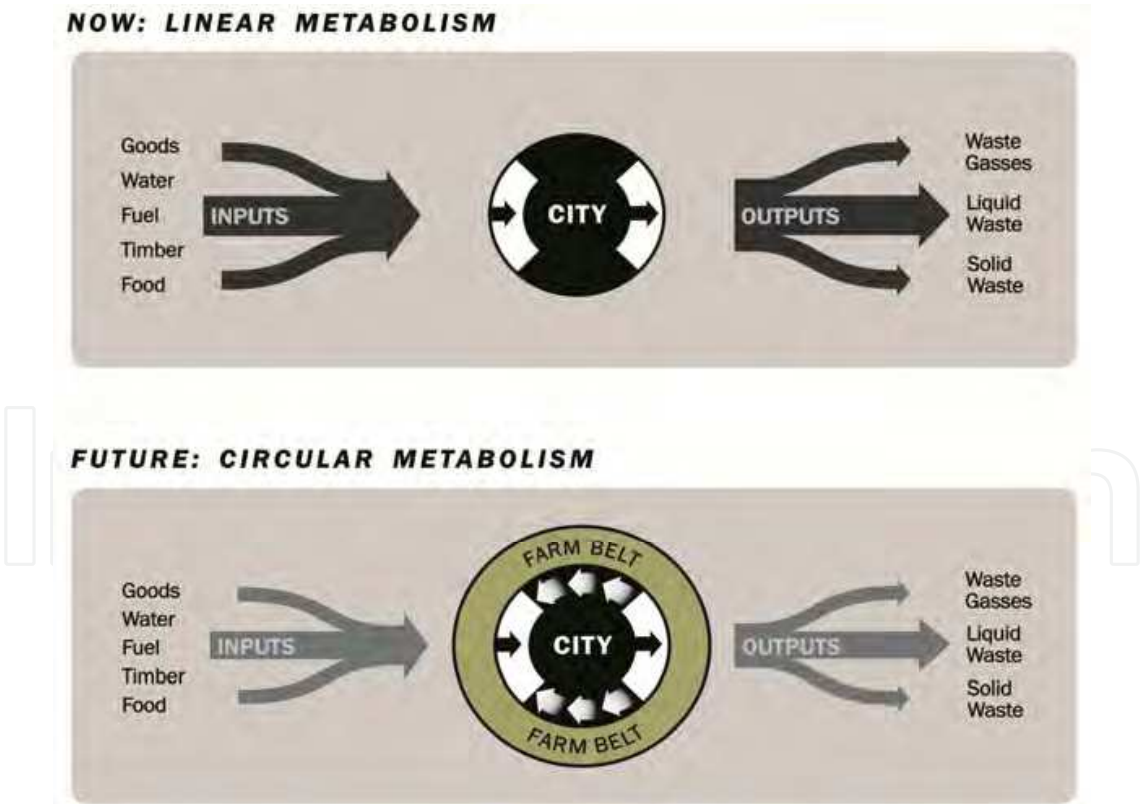 NOW: LINEAR METABOLISM
Goods
Water
Fuel
Timber
Food
INPUTS
CITY
OUTPUTS
Waste
Gasses
Liquid
Waste
Solid
Waste
FUTURE: CIRCULAR METABOLISM
Goods
Water
Fuel
Timber
Food
INPUTS
FARM BELT
CITY
FARM BELT
OUTPUTS
Waste
Gasses
Liquid
Waste
Solid
Waste